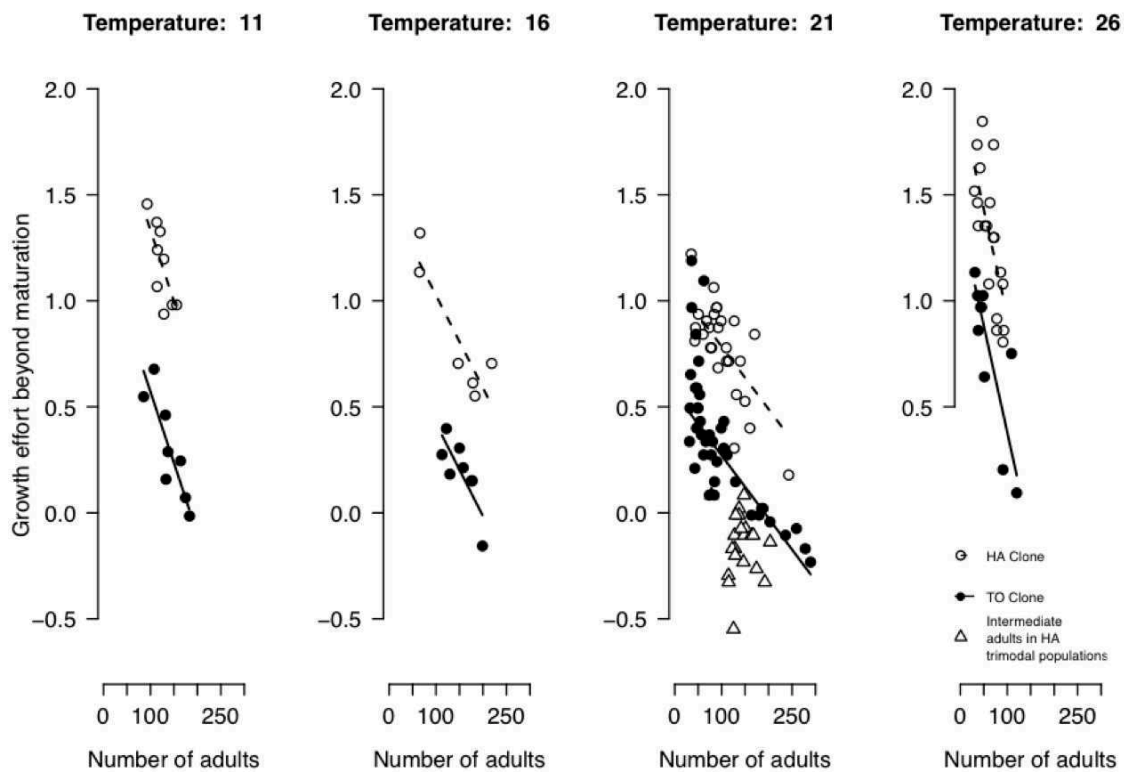 Temperature: 11
Temperature: 16
Temperature: 21
Temperature: 26
Growth effort beyond maturation
2.0
1.5
1.0
0.5
0.0
−0.5
0 100 250
Number of adults
2.0
1.5
1.0
0.5
0.0
−0.5
0 100 250
Number of adults
2.0
1.5
1.0
0.5
0.0
−0.5
0 100 250
Number of adults
2.0
1.5
1.0
0.5
HA Clone
TO Clone
Intermediate
adults in HA
trimodal populations
0 100 250
Number of adults